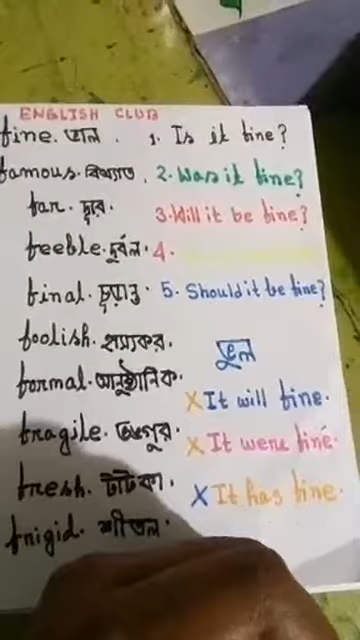 ENGLISH CLUB
fine. ভাল. 1. Is it fine?
famous. বিখ্যাত. 2. Was it fine?
far. দূর. 3. Will it be fine?
feeble. দুর্বল. 4.
final. চূড়ান্ত. 5. Should it be fine?
foolish. হাস্যকর.
ভুল
formal. আনুষ্ঠানিক.
X It will fine.
fragile. ভঙ্গুর.
X It were fine.
fresh. টাটকা.
X It has fine.
frigid. শীতল.